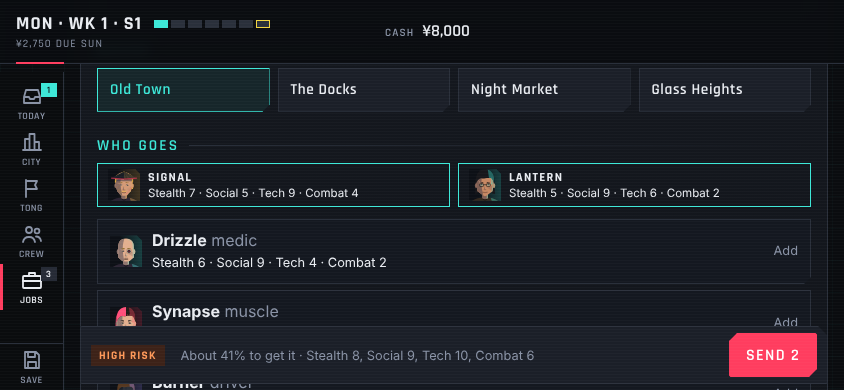 MON · WK 1 · S1
¥2,750 DUE SUN
CASH ¥8,000
1
TODAY
CITY
TONG
CREW
3
JOBS
SAVE
Old Town
The Docks
Night Market
Glass Heights
WHO GOES
SIGNAL
Stealth 7 · Social 5 · Tech 9 · Combat 4
LANTERN
Stealth 5 · Social 9 · Tech 6 · Combat 2
Drizzle medic
Stealth 6 · Social 9 · Tech 4 · Combat 2
Add
Synapse muscle
Add
HIGH RISK
About 41% to get it · Stealth 8, Social 9, Tech 10, Combat 6
SEND 2